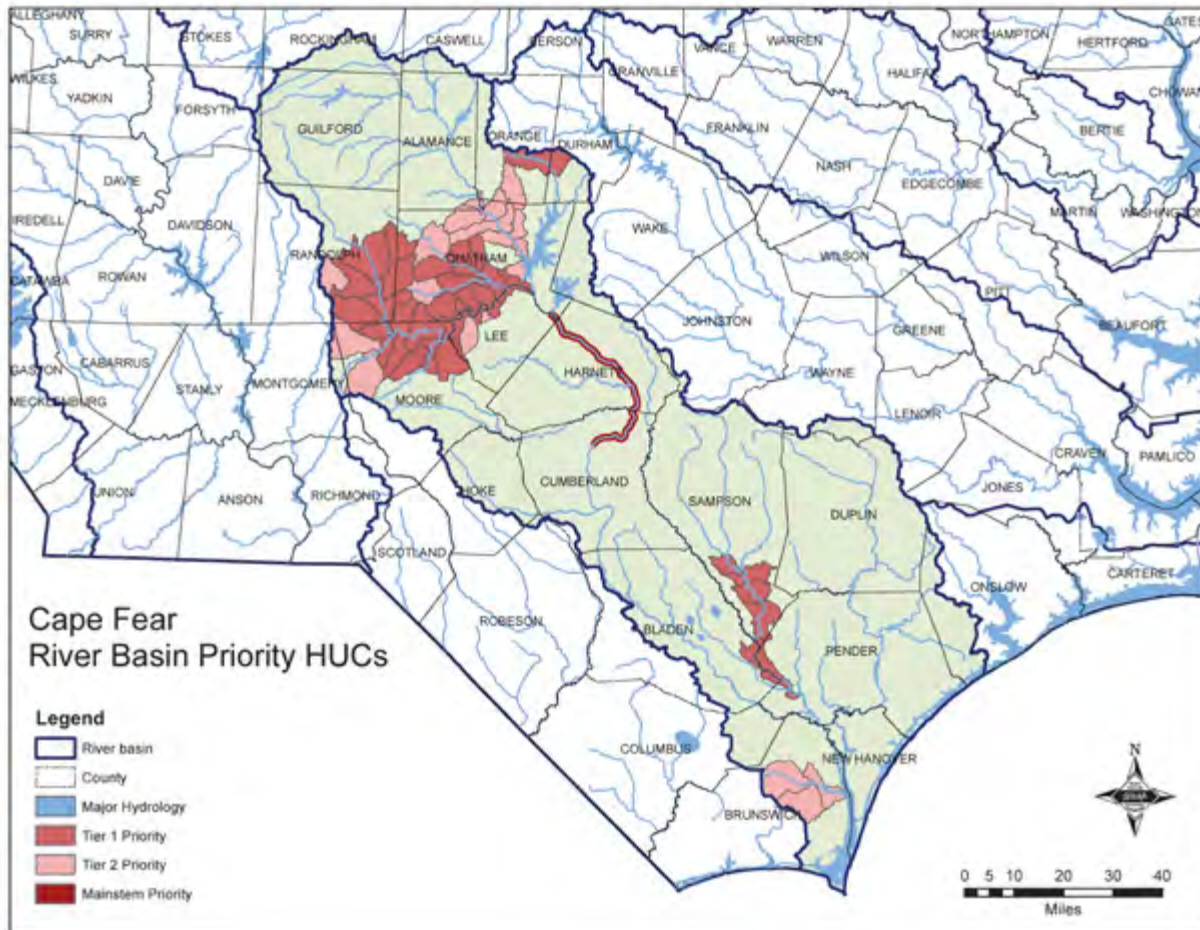 ALLEGHANY
SURRY
STOKES
ROCKINGHAM
CASWELL
PERSON
VANCE
WARREN
NORTHAMPTON
HERTFORD
GATES
WILKES
YADKIN
FORSYTH
GUILFORD
ALAMANCE
ORANGE
DURHAM
GRANVILLE
FRANKLIN
HALIFAX
BERTIE
CHOWAN
NASH
EDGECOMBE
MARTIN
WASHINGTON
IREDELL
DAVIE
DAVIDSON
RANDOLPH
CHATHAM
WAKE
WILSON
PITT
BEAUFORT
CATAWBA
ROWAN
LEE
JOHNSTON
GREENE
GASTON
CABARRUS
STANLY
MONTGOMERY
MOORE
HARNETT
WAYNE
LENOIR
CRAVEN
PAMLICO
MECKLENBURG
UNION
ANSON
RICHMOND
HOKE
CUMBERLAND
SAMPSON
DUPLIN
JONES
SCOTLAND
ROBESON
BLADEN
PENDER
ONSLOW
CARTERET
COLUMBUS
NEW HANOVER
BRUNSWICK
Cape Fear
River Basin Priority HUCs
Legend
River basin
County
Major Hydrology
Tier 1 Priority
Tier 2 Priority
Mainstem Priority
N
0 5 10 20 30 40
Miles